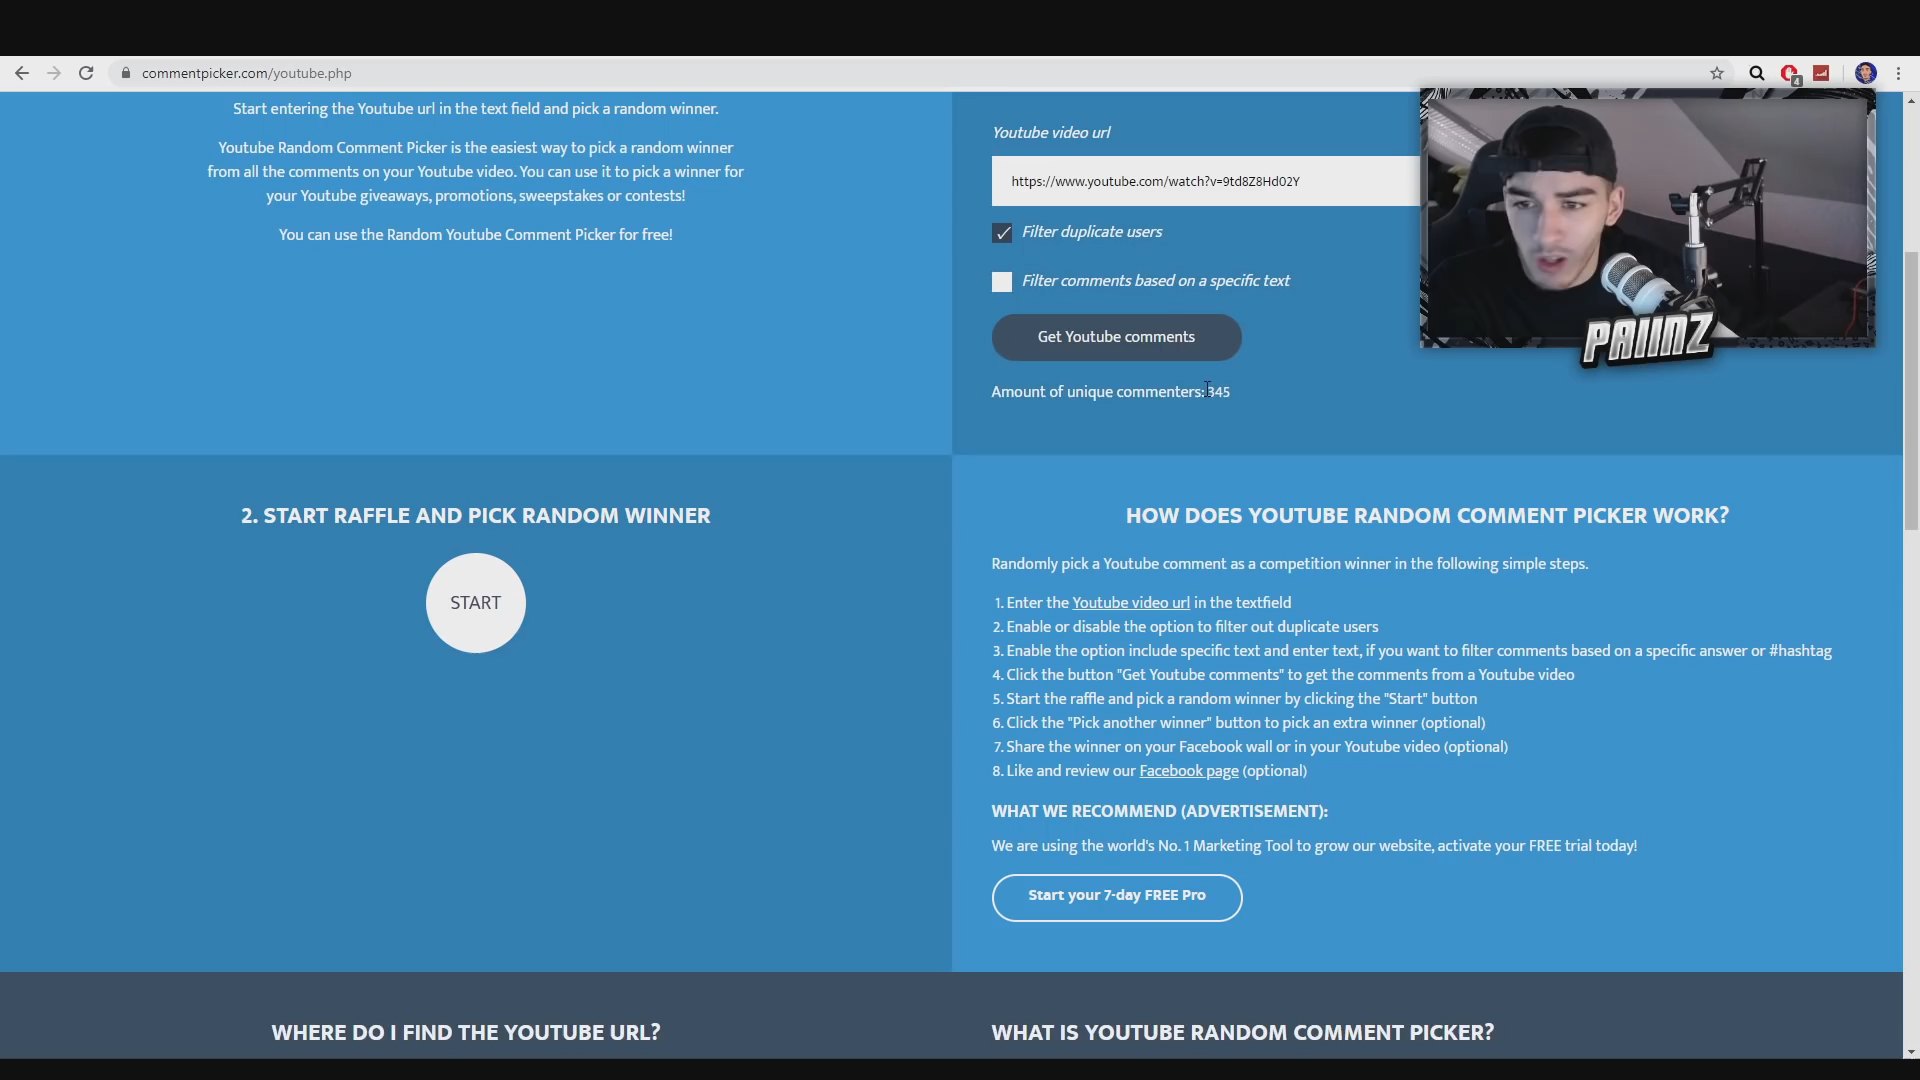 commentpicker.com/youtube.php
4
Start entering the Youtube url in the text field and pick a random winner.
Youtube Random Comment Picker is the easiest way to pick a random winner
from all the comments on your Youtube video. You can use it to pick a winner for
your Youtube giveaways, promotions, sweepstakes or contests!
You can use the Random Youtube Comment Picker for free!
Youtube video url
https://www.youtube.com/watch?v=9td8Z8Hd02Y
Filter duplicate users
Filter comments based on a specific text
Get Youtube comments
Amount of unique commenters: 345
PAIINZ
2. START RAFFLE AND PICK RANDOM WINNER
START
HOW DOES YOUTUBE RANDOM COMMENT PICKER WORK?
Randomly pick a Youtube comment as a competition winner in the following simple steps.
1. Enter the Youtube video url in the textfield
2. Enable or disable the option to filter out duplicate users
3. Enable the option include specific text and enter text, if you want to filter comments based on a specific answer or #hashtag
4. Click the button "Get Youtube comments" to get the comments from a Youtube video
5. Start the raffle and pick a random winner by clicking the "Start" button
6. Click the "Pick another winner" button to pick an extra winner (optional)
7. Share the winner on your Facebook wall or in your Youtube video (optional)
8. Like and review our Facebook page (optional)
WHAT WE RECOMMEND (ADVERTISEMENT):
We are using the world's No. 1 Marketing Tool to grow our website, activate your FREE trial today!
Start your 7-day FREE Pro
WHERE DO I FIND THE YOUTUBE URL?
WHAT IS YOUTUBE RANDOM COMMENT PICKER?